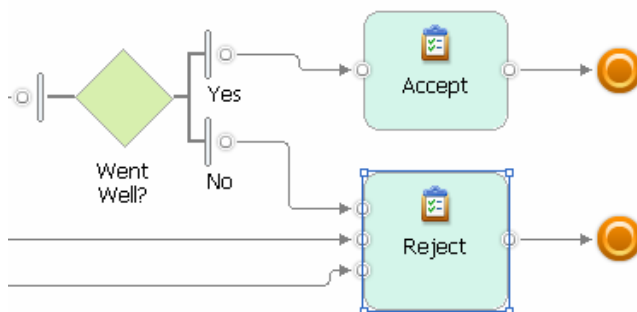 Yes
Accept
Went
Well?
No
Reject